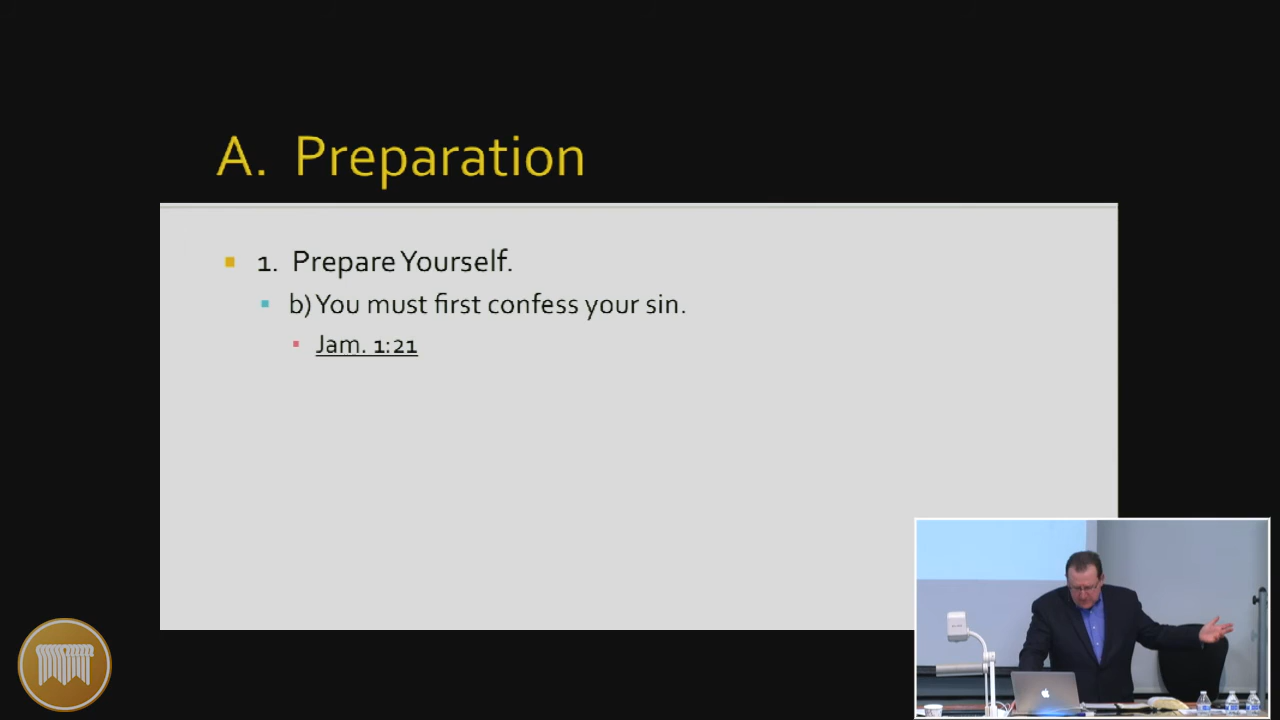 A. Preparation
1. Prepare Yourself.
b) You must first confess your sin.
Jam. 1:21